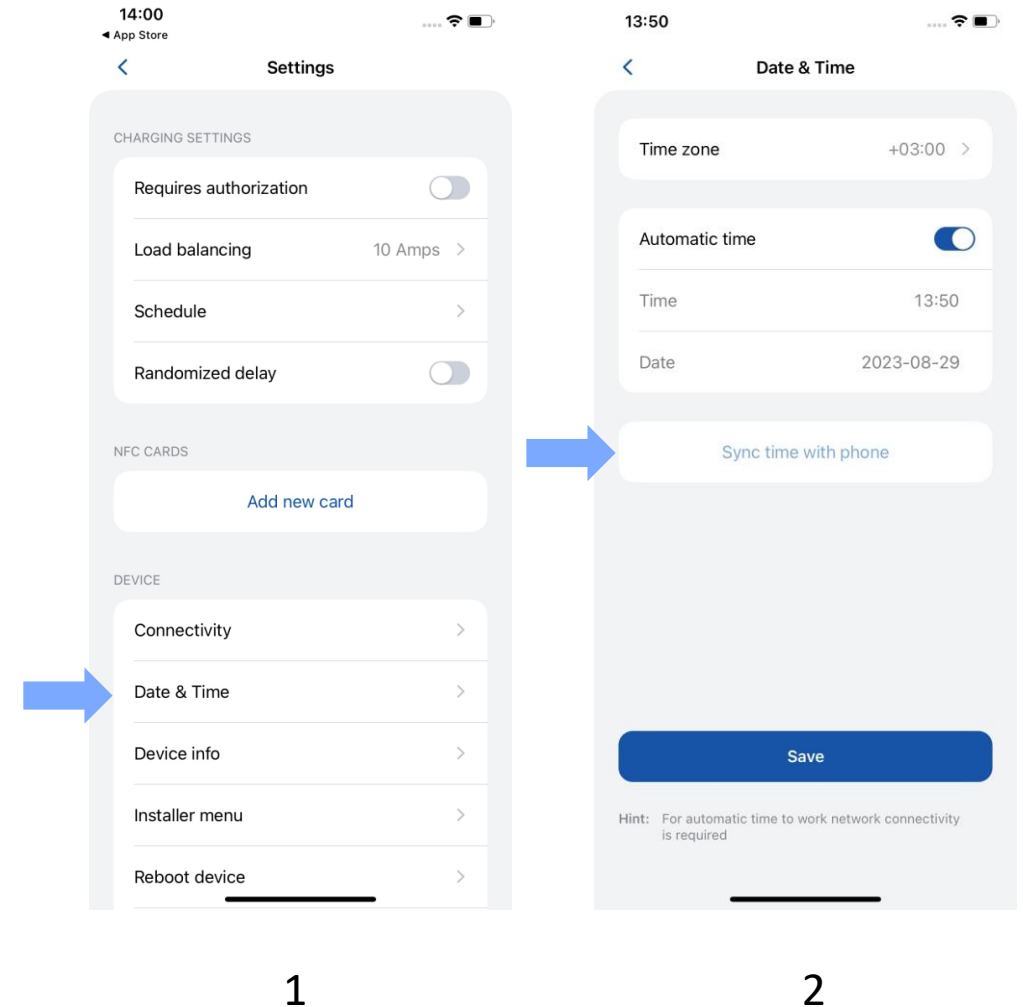 14:00
◀ App Store
Settings
CHARGING SETTINGS
Requires authorization
Load balancing 10 Amps
Schedule
Randomized delay
NFC CARDS
Add new card
DEVICE
Connectivity
Date & Time
Device info
Installer menu
Reboot device
1
13:50
Date & Time
Time zone +03:00
Automatic time
Time 13:50
Date 2023-08-29
Sync time with phone
Save
Hint: For automatic time to work network connectivity
is required
2